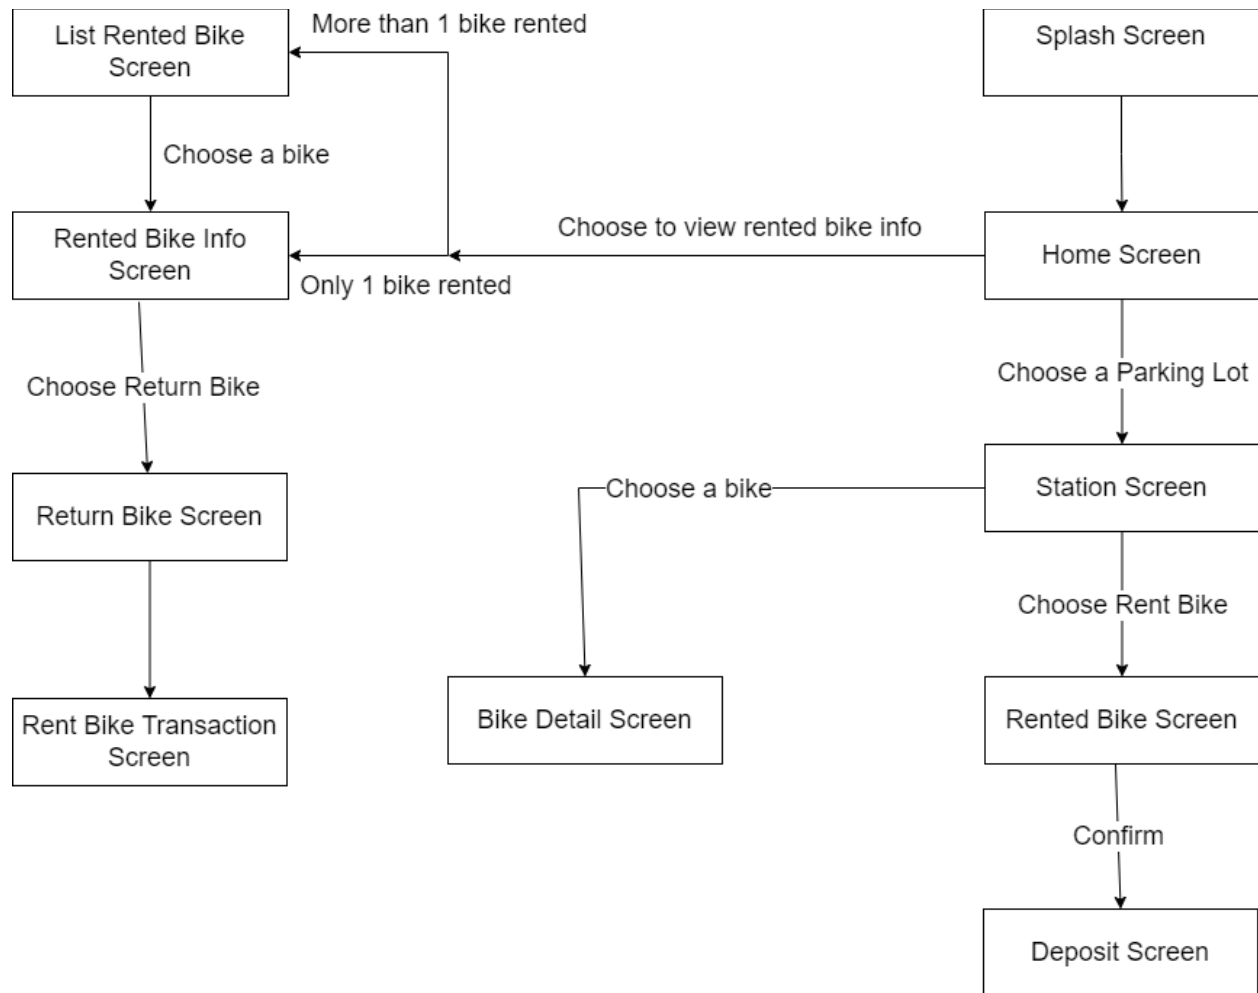 List Rented Bike
Screen
More than 1 bike rented
Splash Screen
Choose a bike
Rented Bike Info
Screen
Choose to view rented bike info
Home Screen
Only 1 bike rented
Choose Return Bike
Choose a Parking Lot
Return Bike Screen
Choose a bike
Station Screen
Choose Rent Bike
Rent Bike Transaction
Screen
Bike Detail Screen
Rented Bike Screen
Confirm
Deposit Screen